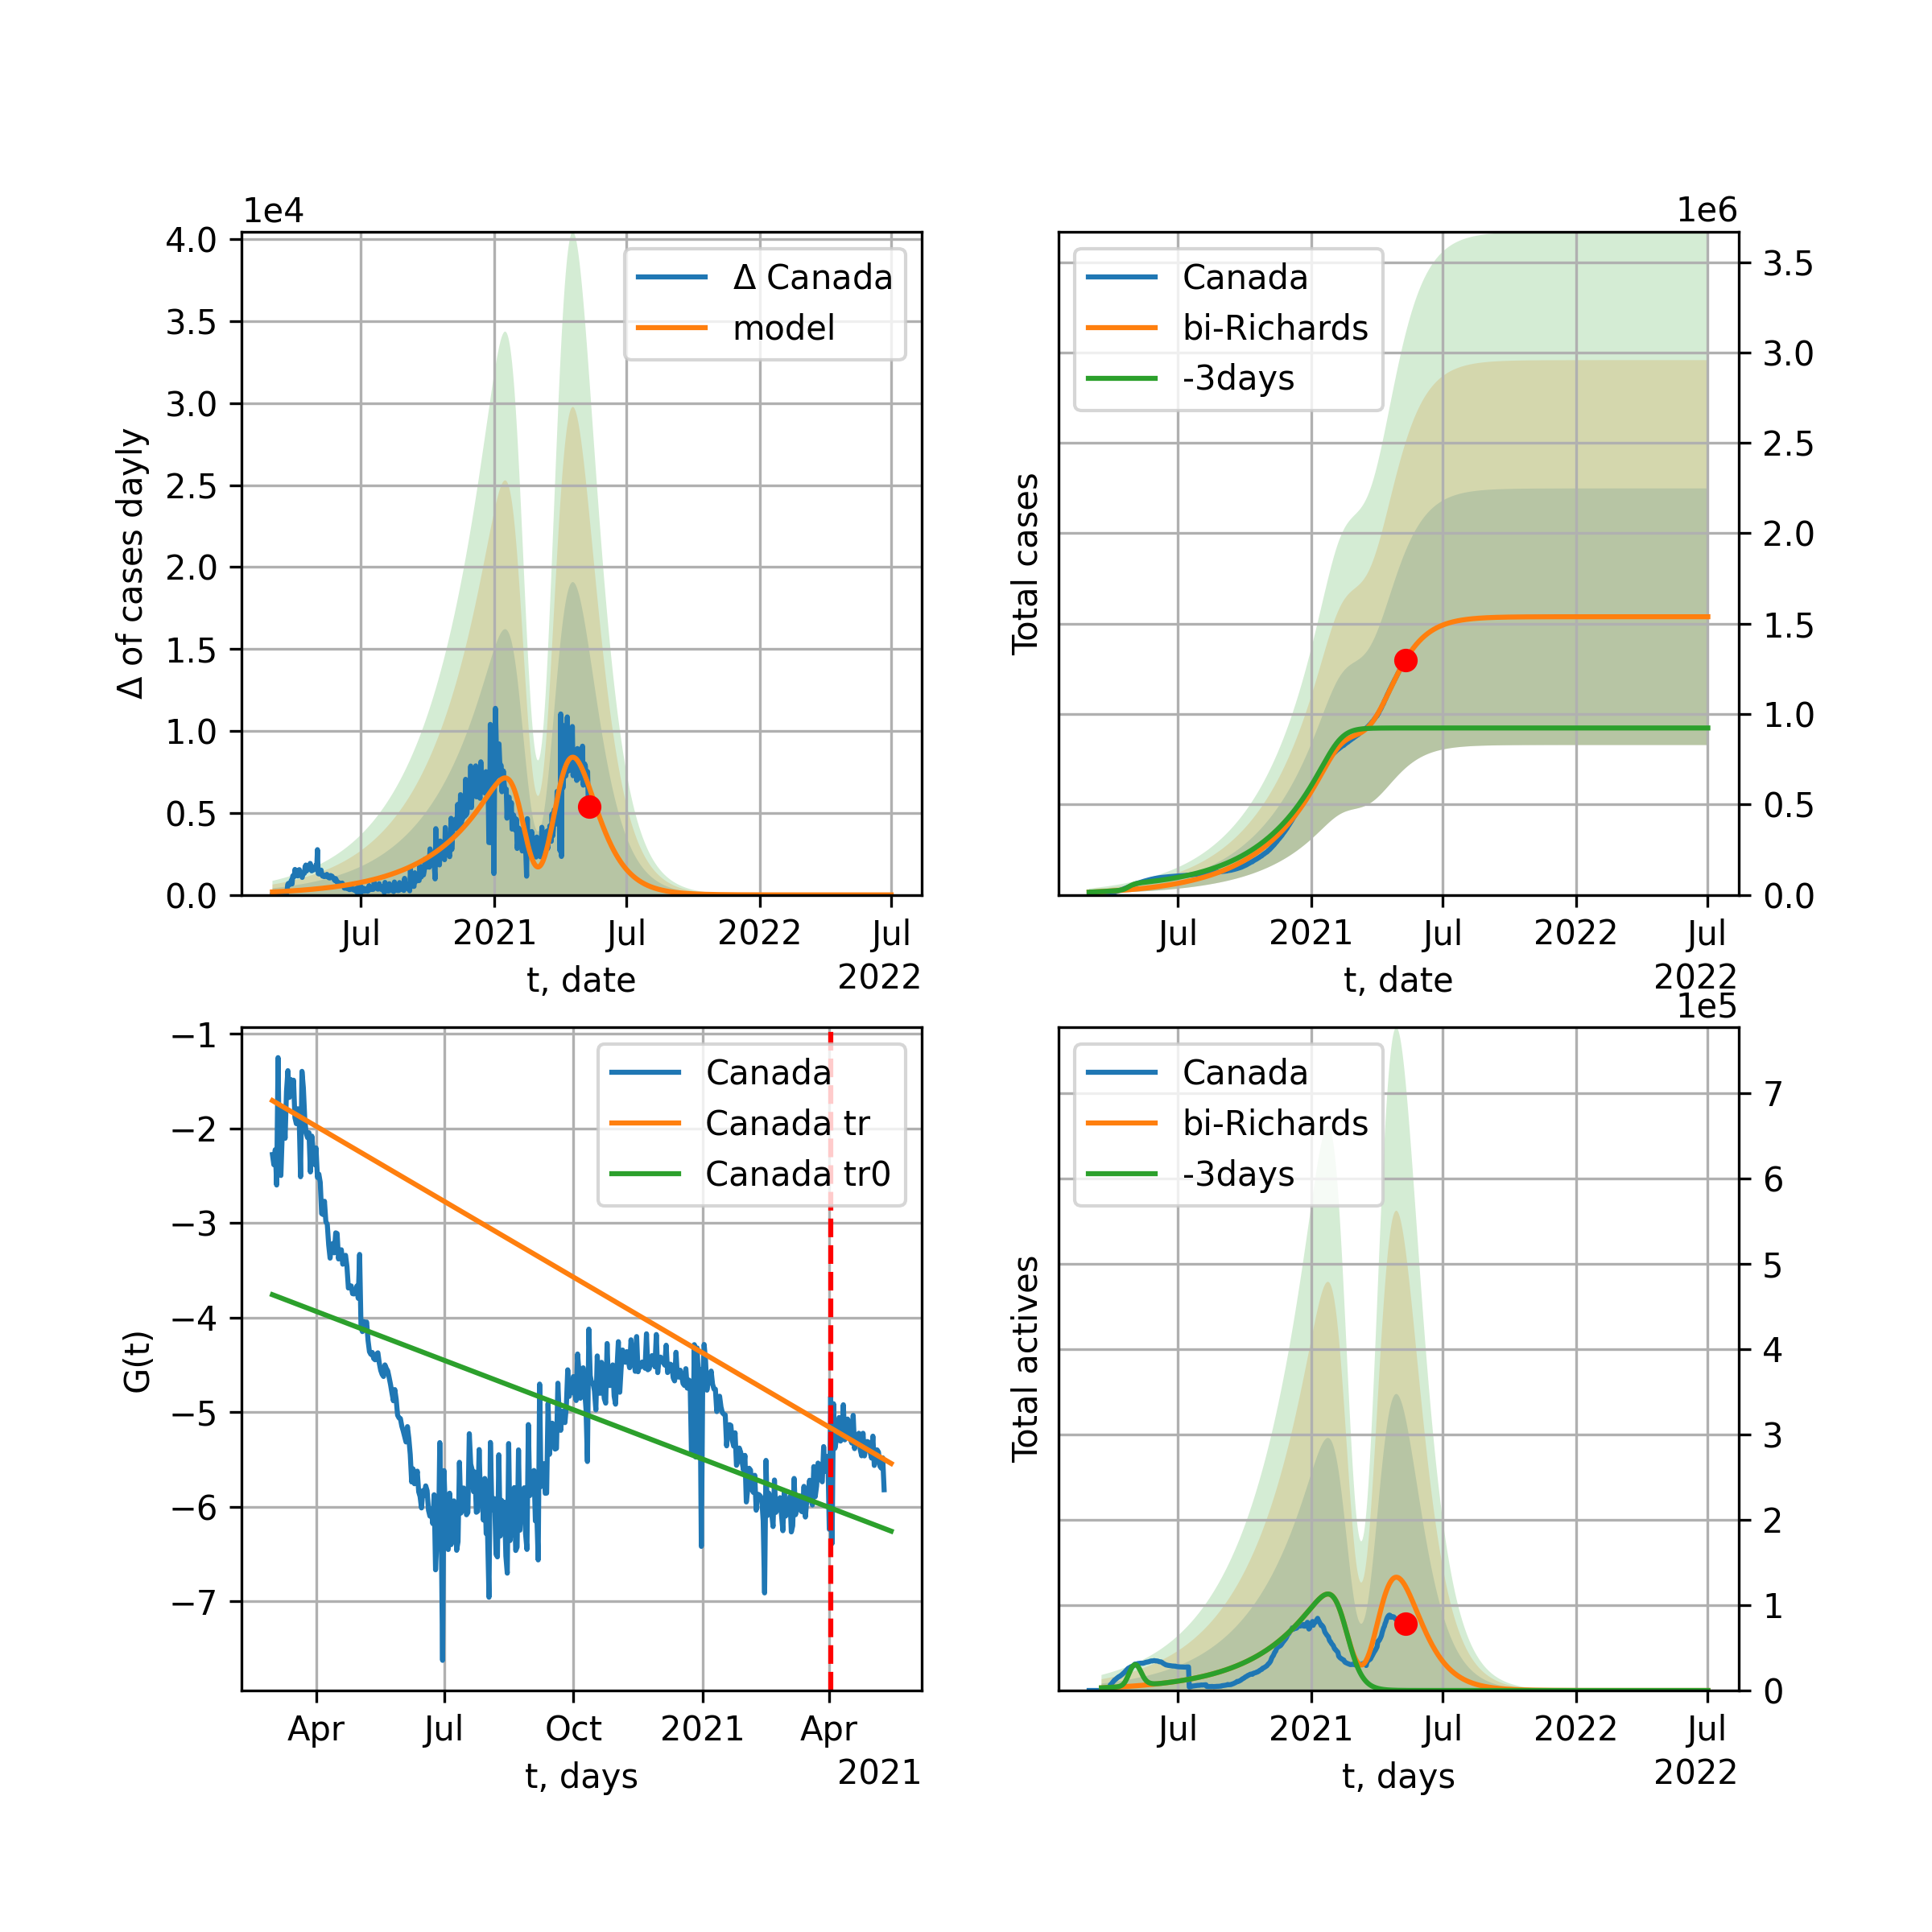 1e4
4.0
3.5
3.0
2.5
2.0
1.5
1.0
0.5
0.0
Δ of cases dayly
Δ Canada
model
Jul
2021
Jul
2022
Jul
2022
t, date
1e6
Canada
bi-Richards
-3days
Total cases
3.5
3.0
2.5
2.0
1.5
1.0
0.5
0.0
Jul
2021
Jul
2022
Jul
2022
t, date
−1
−2
−3
−4
−5
−6
−7
G(t)
Canada
Canada tr
Canada tr0
Apr
Jul
Oct
2021
Apr
2021
t, days
1e5
Canada
bi-Richards
-3days
Total actives
7
6
5
4
3
2
1
0
Jul
2021
Jul
2022
Jul
2022
t, days